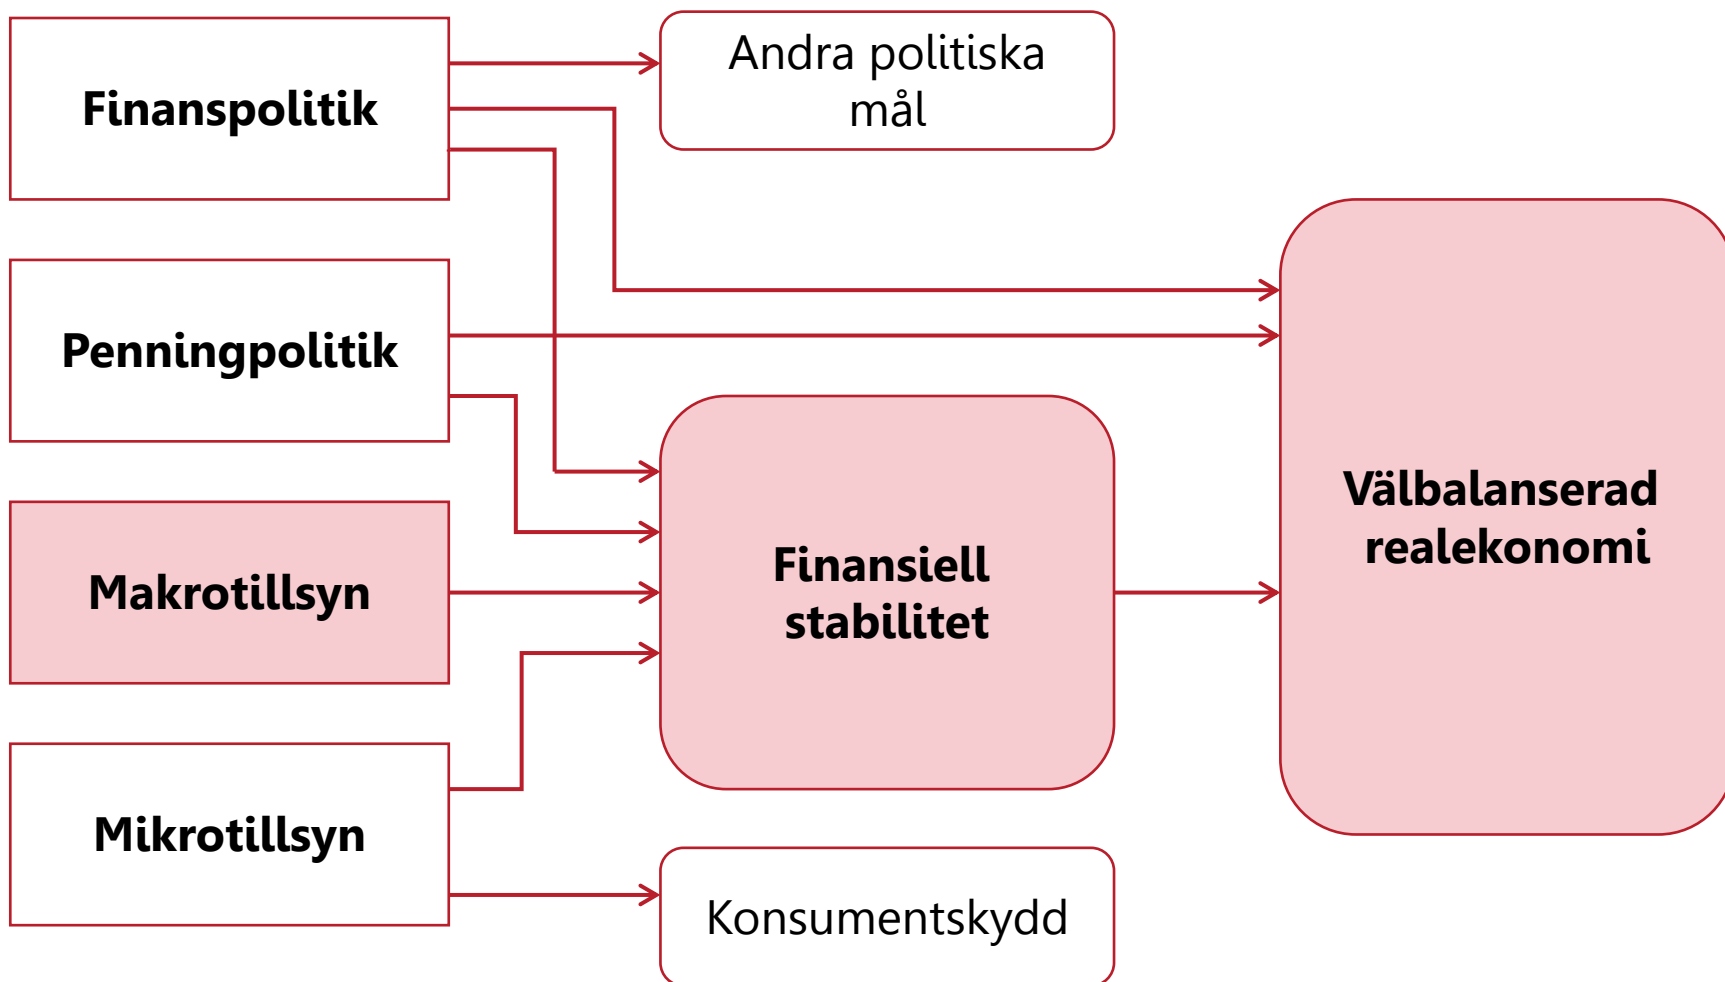 Finanspolitik
Andra politiska
mål
Penningpolitik
Makrotillsyn
Finansiell
stabilitet
Välbalanserad
realekonomi
Mikrotillsyn
Konsumentskydd